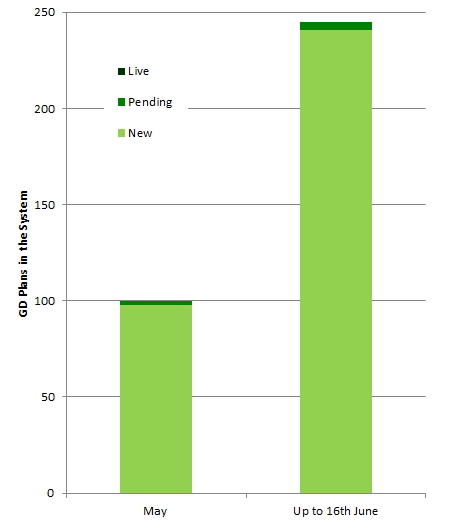 250
200
150
100
50
0
GD Plans in the System
Live
Pending
New
May
Up to 16th June